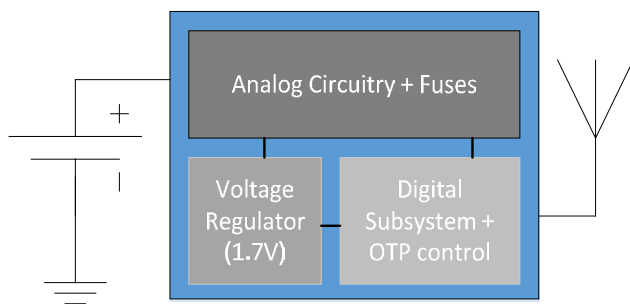 Analog Circuitry + Fuses
+
Voltage
Regulator
(1.7V)
Digital
Subsystem +
OTP control